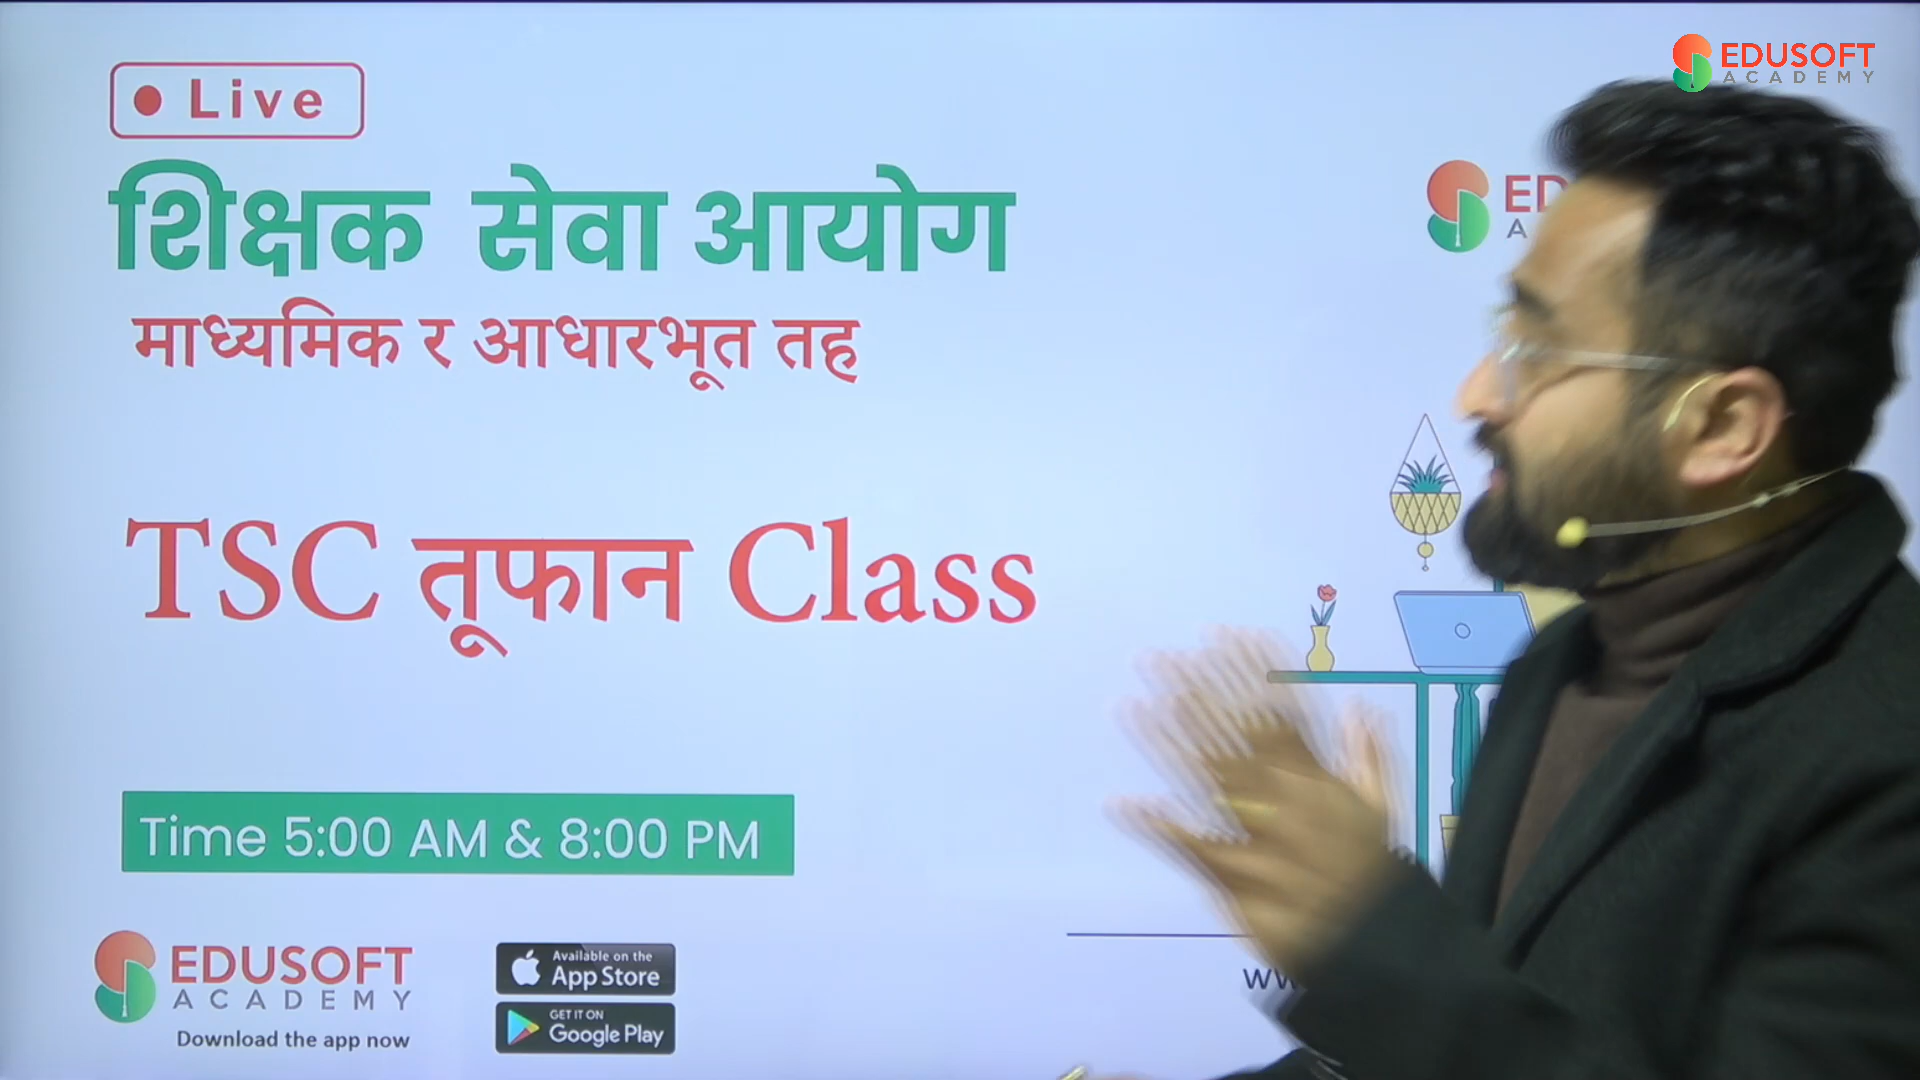 EDUSOFT
ACADEMY
Live
शिक्षक सेवा आयोग
माध्यमिक र आधारभूत तह
TSC तूफान Class
Time 5:00 AM & 8:00 PM
EDUSOFT
ACADEMY
Download the app now
Available on the
App Store
GET IT ON
Google Play